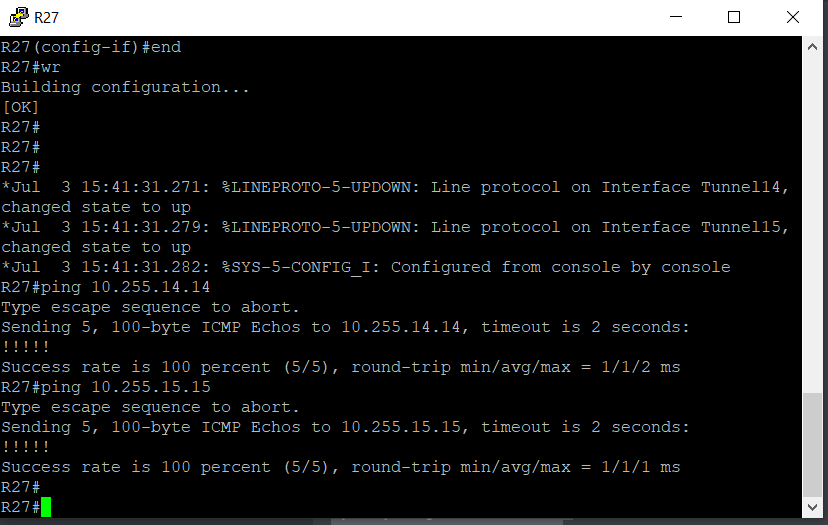 R27
R27(config-if)#end
R27#wr
Building configuration...
[OK]
R27#
R27#
R27#
*Jul  3 15:41:31.271: %LINEPROTO-5-UPDOWN: Line protocol on Interface Tunnel14,
changed state to up
*Jul  3 15:41:31.279: %LINEPROTO-5-UPDOWN: Line protocol on Interface Tunnel15,
changed state to up
*Jul  3 15:41:31.282: %SYS-5-CONFIG_I: Configured from console by console
R27#ping 10.255.14.14
Type escape sequence to abort.
Sending 5, 100-byte ICMP Echos to 10.255.14.14, timeout is 2 seconds:
!!!!!
Success rate is 100 percent (5/5), round-trip min/avg/max = 1/1/2 ms
R27#ping 10.255.15.15
Type escape sequence to abort.
Sending 5, 100-byte ICMP Echos to 10.255.15.15, timeout is 2 seconds:
!!!!!
Success rate is 100 percent (5/5), round-trip min/avg/max = 1/1/1 ms
R27#
R27#